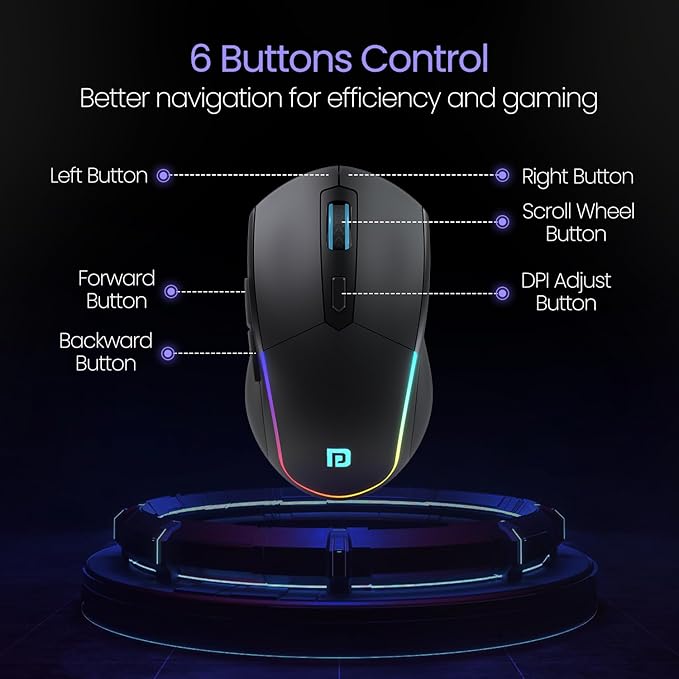 6 Buttons Control
Better navigation for efficiency and gaming
Left Button
Right Button
Scroll Wheel
Button
Forward
Button
DPI Adjust
Button
Backward
Button